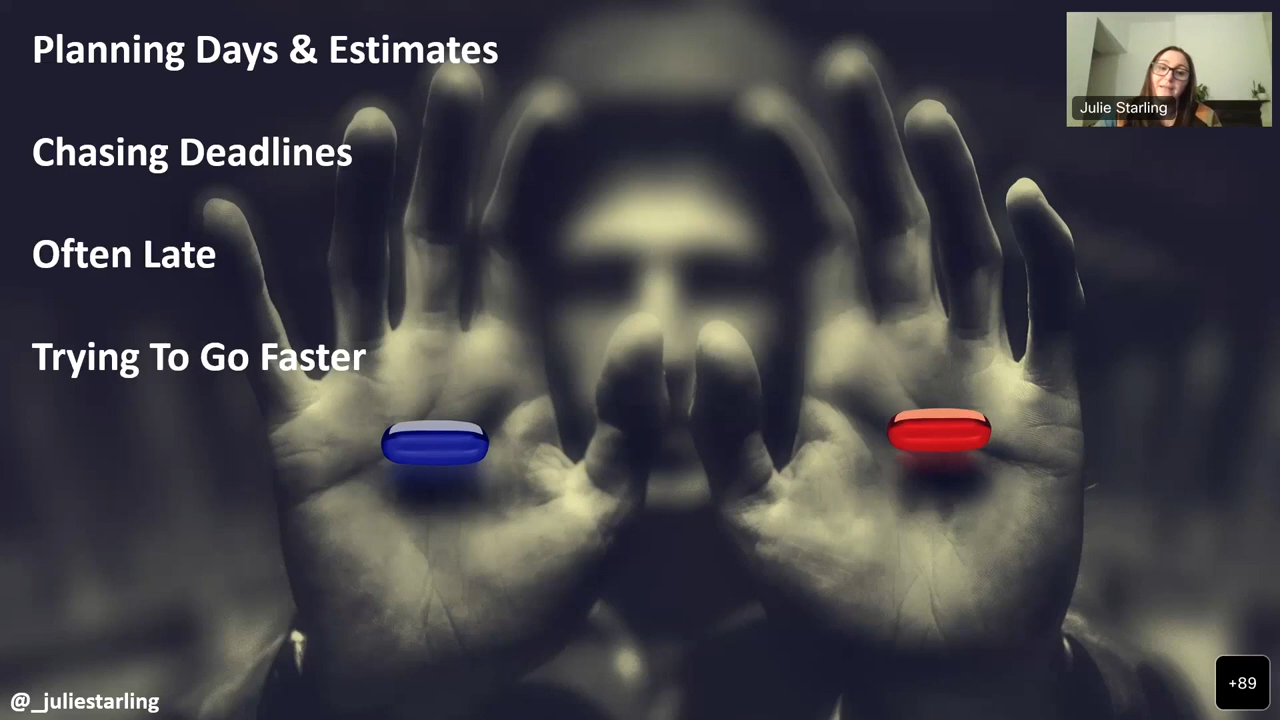 Planning Days & Estimates
Julie Starling
Chasing Deadlines
Often Late
Trying To Go Faster
+89
@_juliestarling